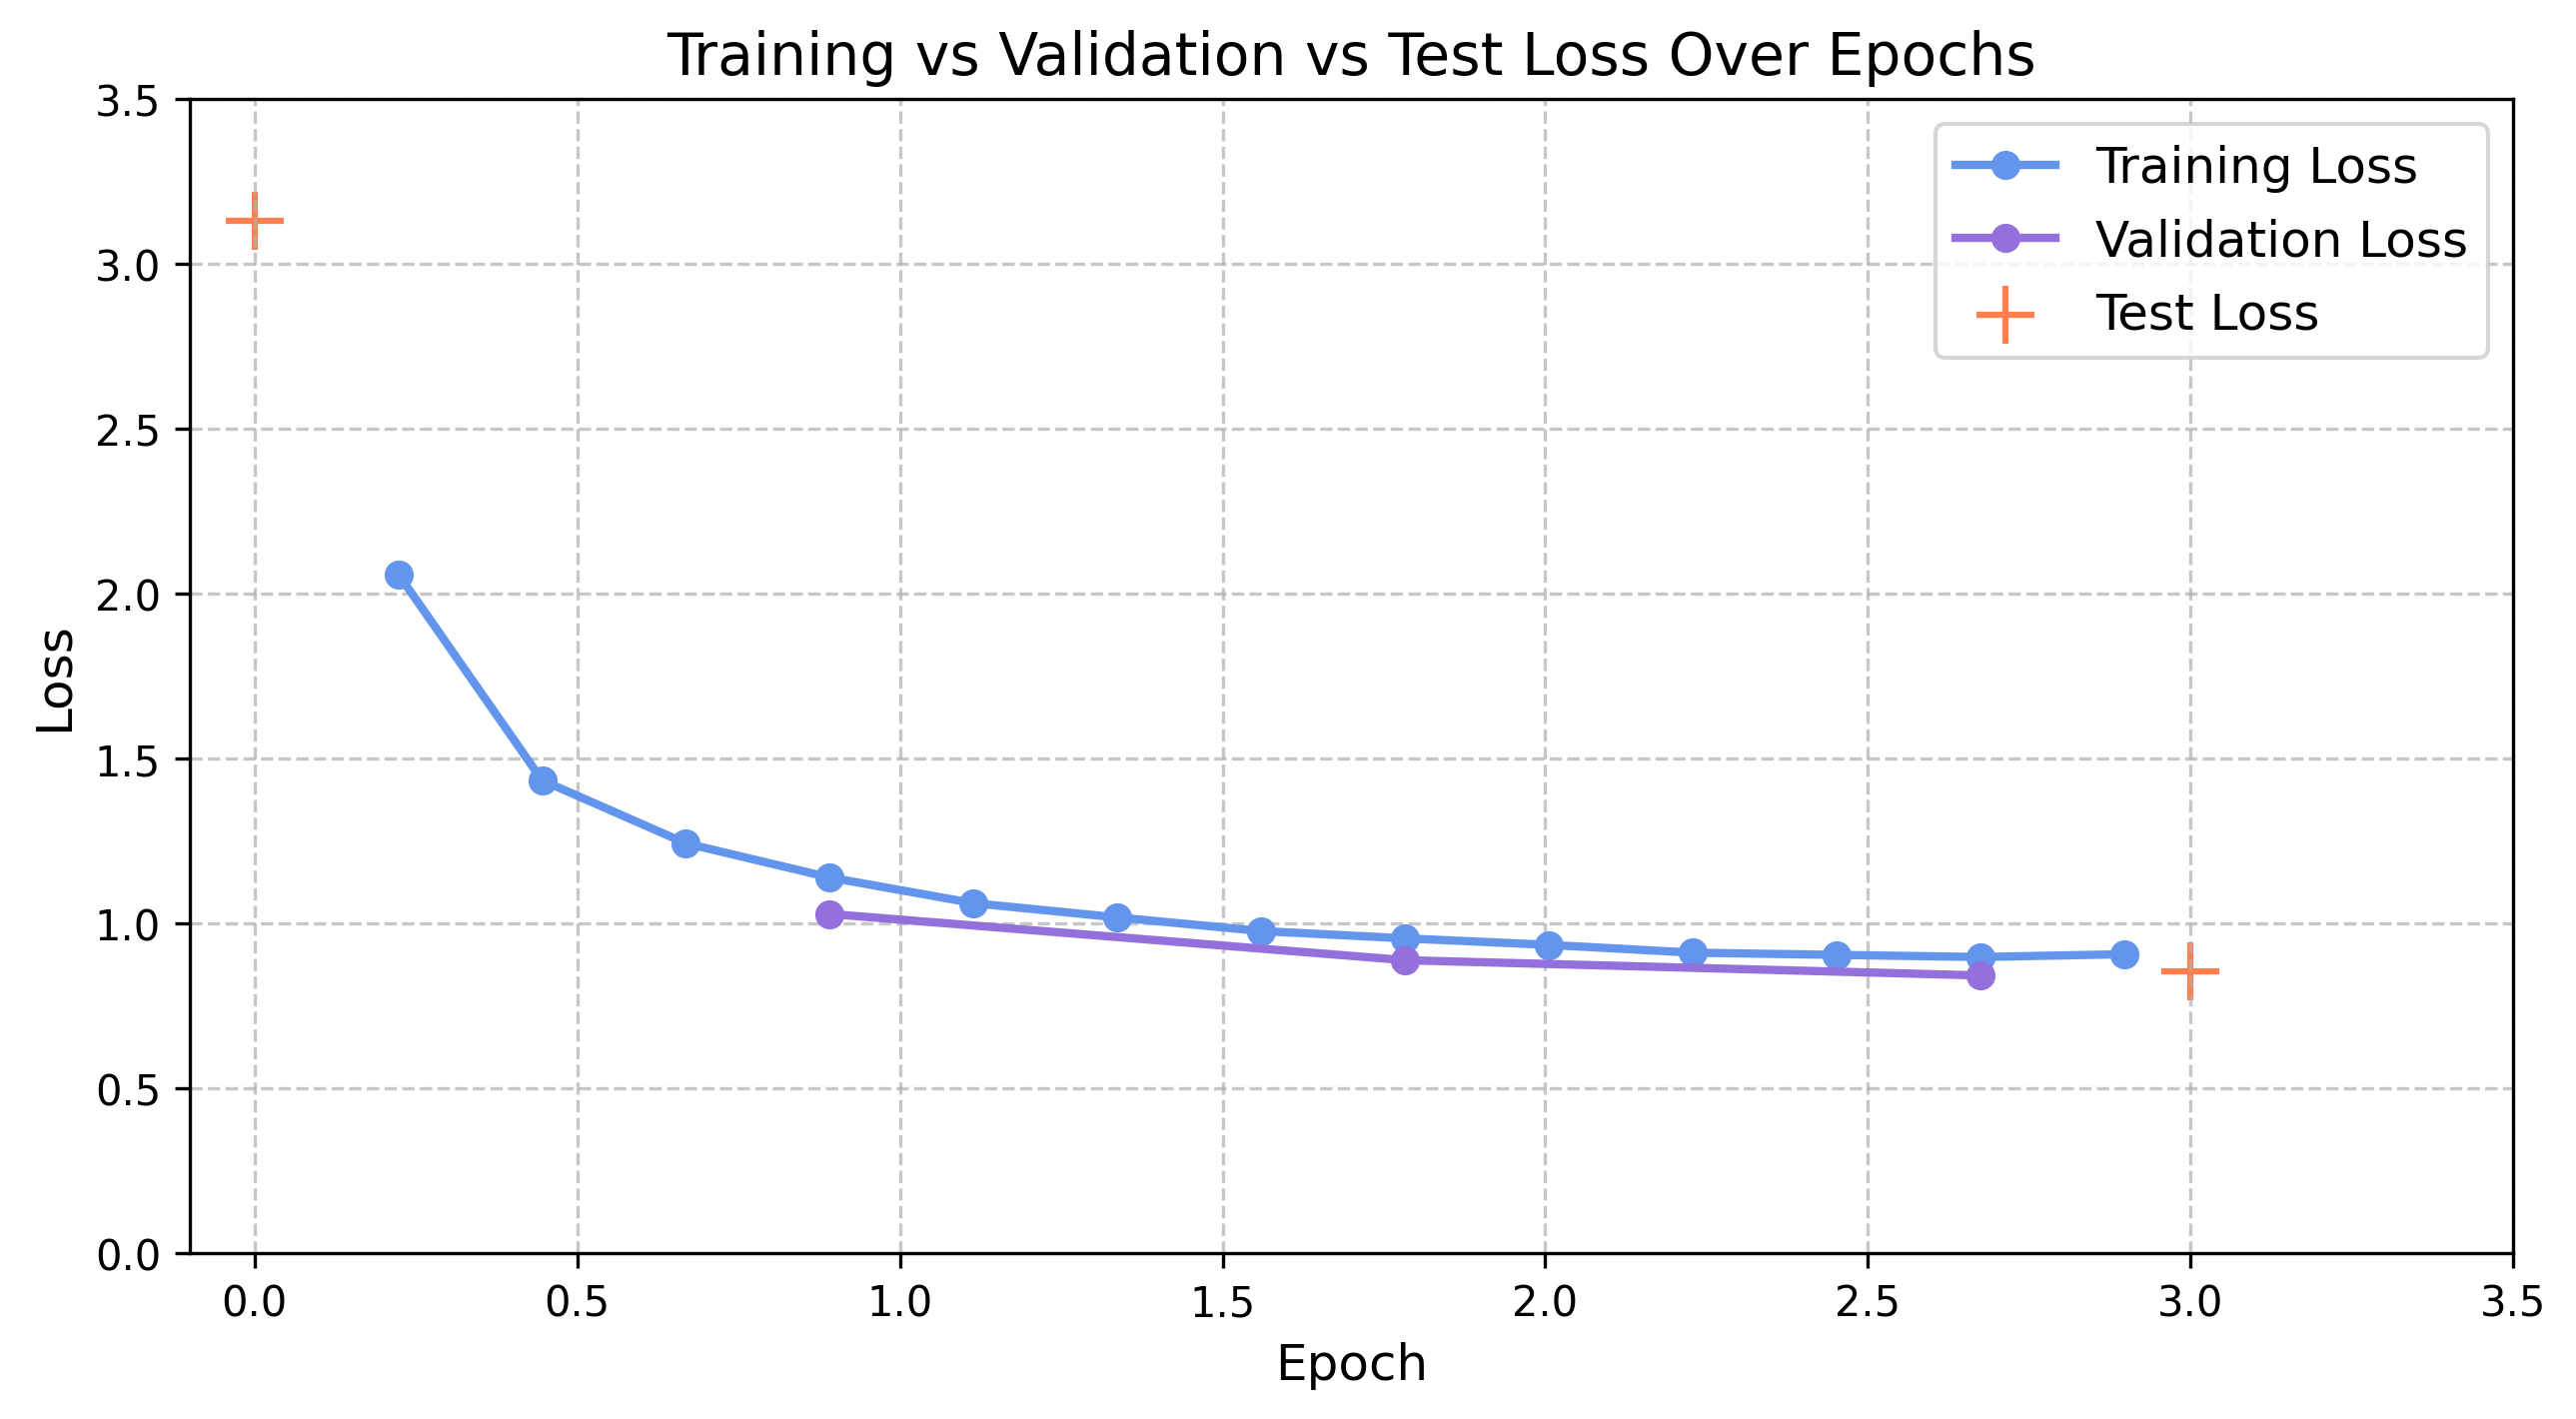 Training vs Validation vs Test Loss Over Epochs
3.5
3.0
2.5
2.0
1.5
1.0
0.5
0.0
Loss
Training Loss
Validation Loss
Test Loss
0.0 0.5 1.0 1.5 2.0 2.5 3.0 3.5
Epoch